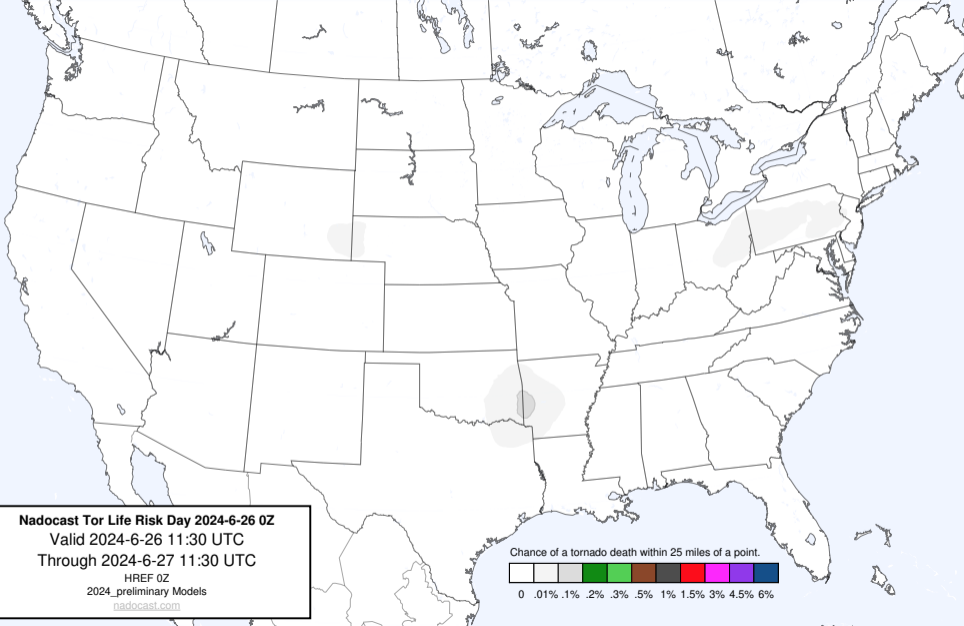 Nadocast Tor Life Risk Day 2024-6-26 0Z
Valid 2024-6-26 11:30 UTC
Through 2024-6-27 11:30 UTC
HREF 0Z
2024_preliminary Models
nadocast.com
Chance of a tornado death within 25 miles of a point.
0 .01% .1% .2% .3% .5% 1% 1.5% 3% 4.5% 6%